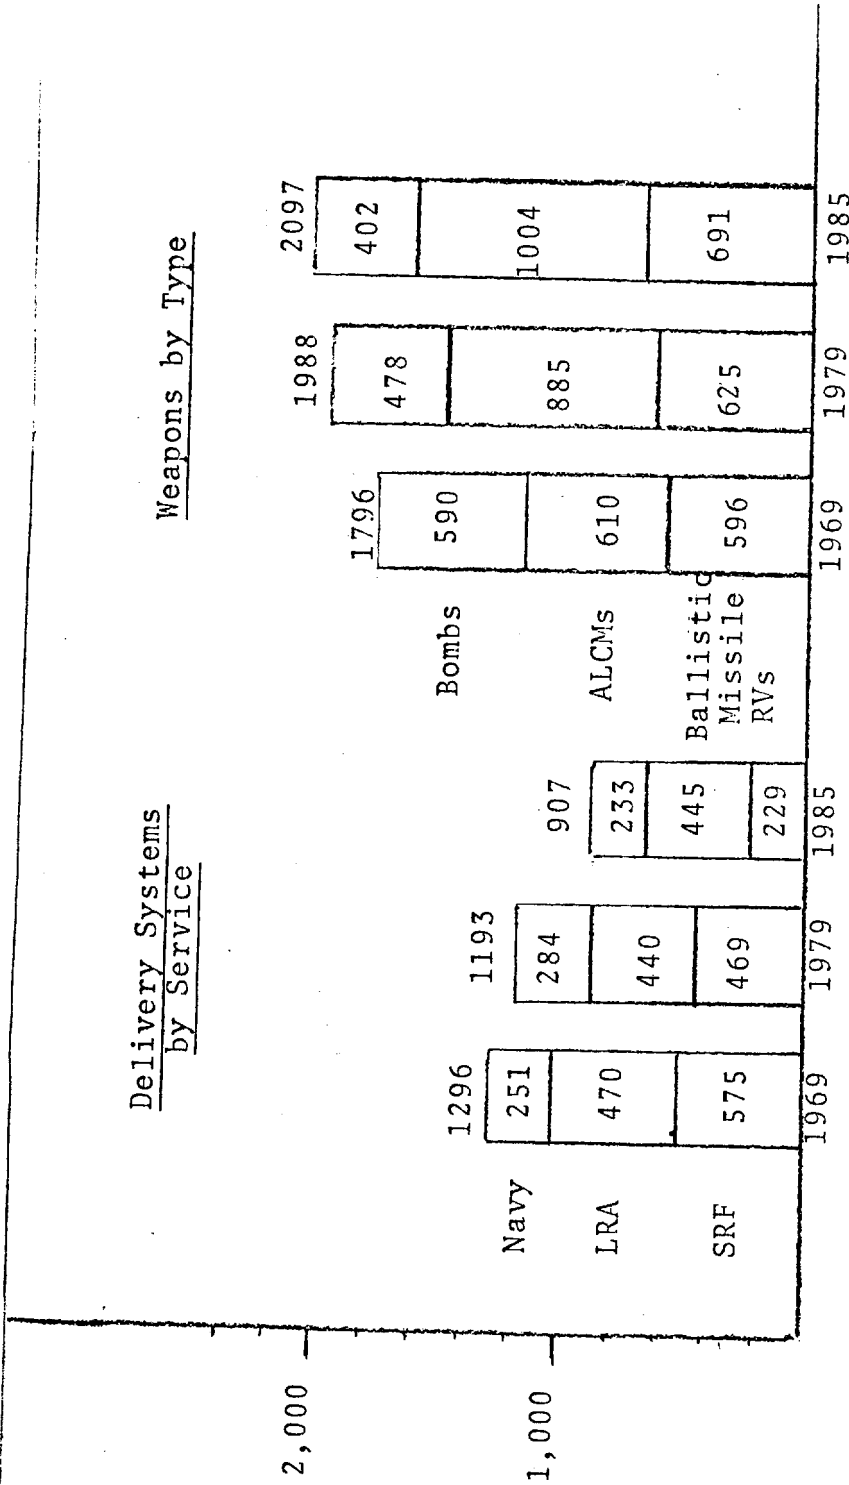 Delivery Systems
by Service
Weapons by Type
2,000
1,000
Navy
LRA
SRF
1296
251
470
575
1969
1193
284
440
469
1979
907
233
445
229
1985
Bombs
ALCMs
Ballistic
Missile
RVs
1796
590
610
596
1969
1988
478
885
625
1979
2097
402
1004
691
1985